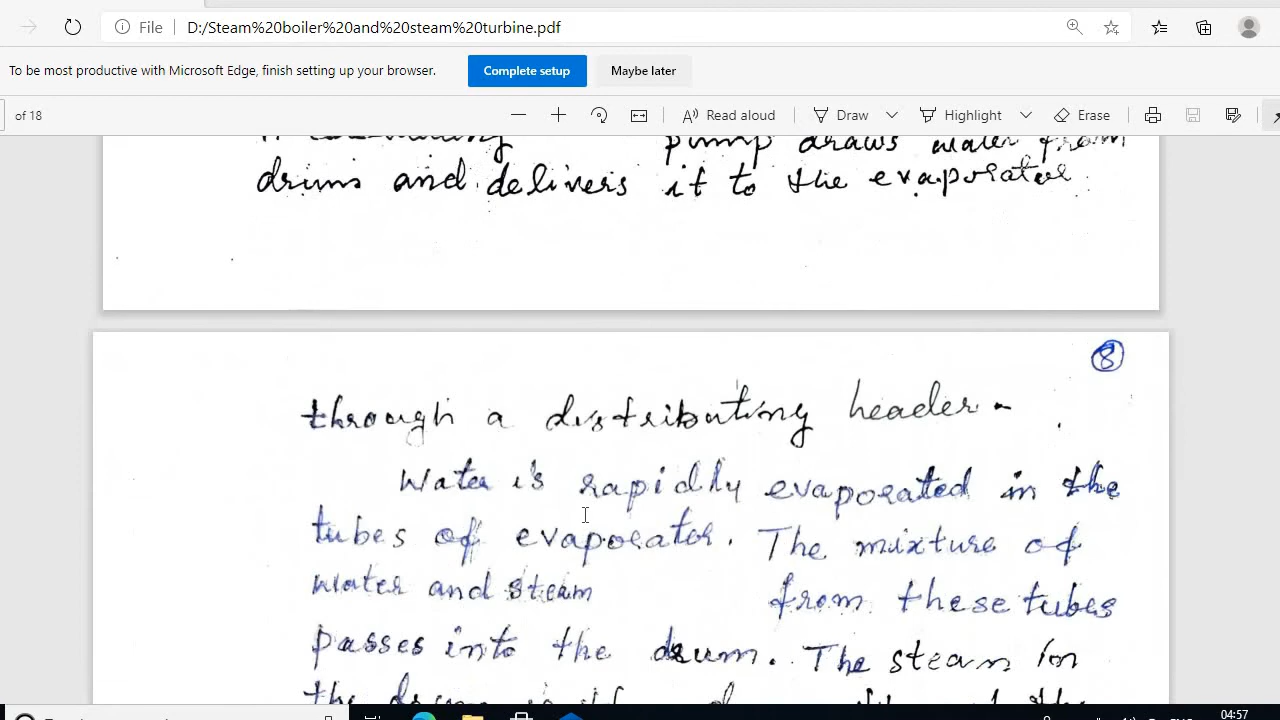 File D:/Steam%20boiler%20and%20steam%20turbine.pdf
To be most productive with Microsoft Edge, finish setting up your browser. Complete setup Maybe later
of 18 Read aloud Draw Highlight Erase
pump draws water from
drums and delivers it to the evaporator
8
through a distributing header.
Water is rapidly evaporated in the
tubes of evaporator. The mixture of
water and steam from these tubes
passes into the drum. The steam in
the
04:57